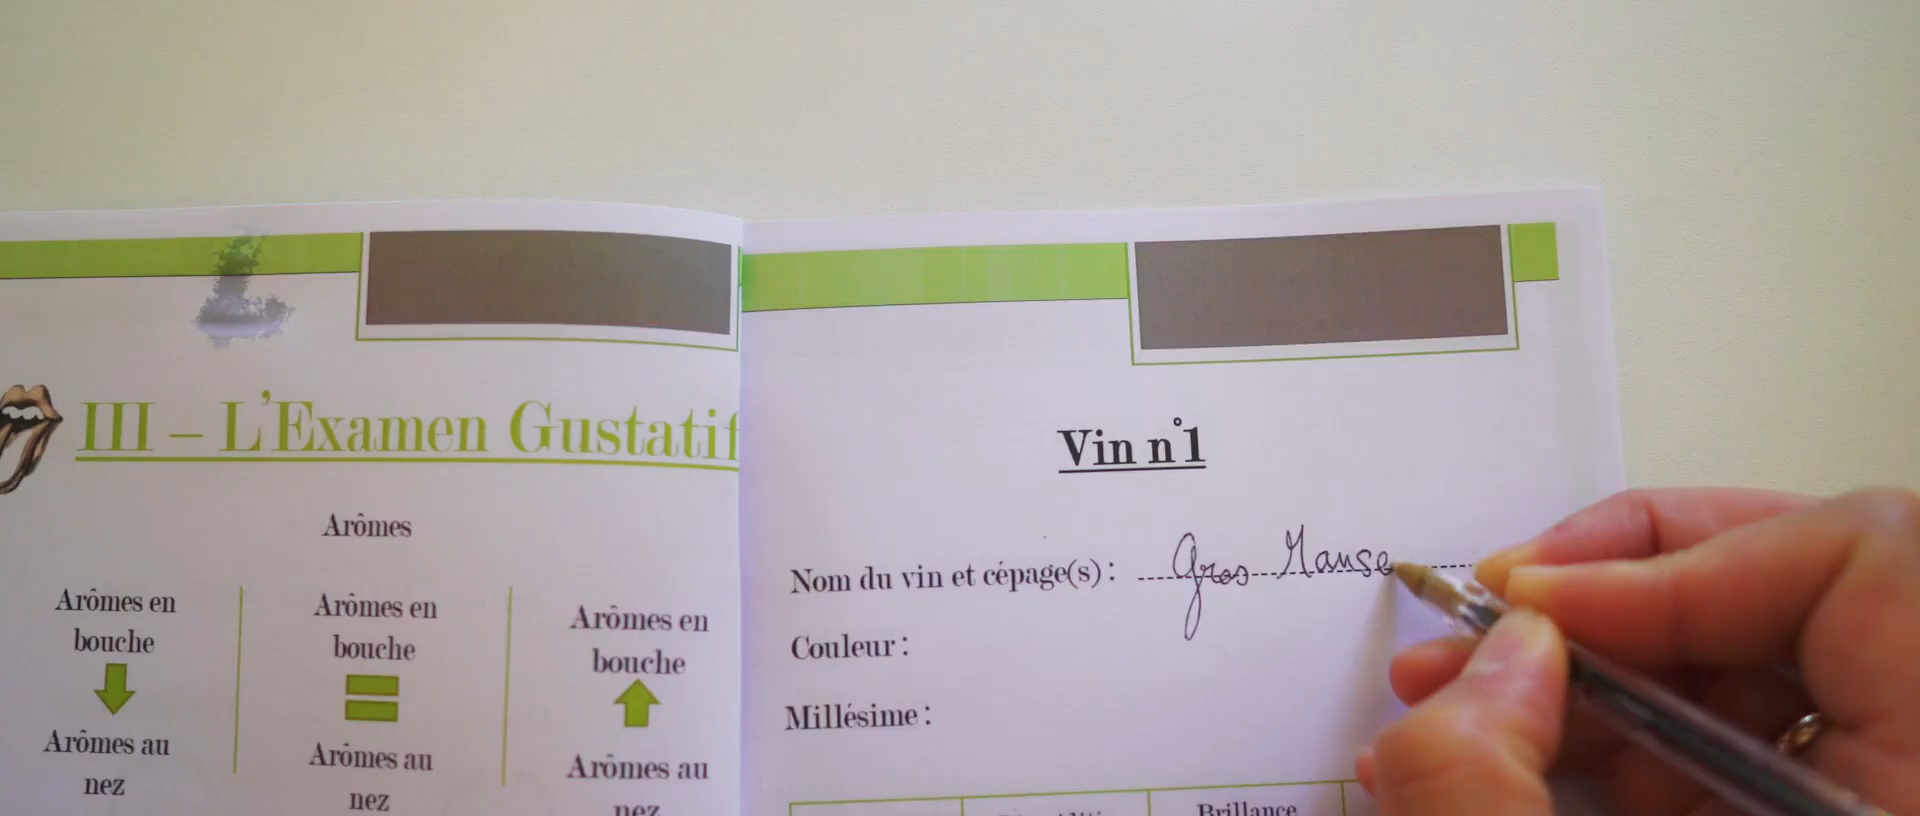 III – L'Examen Gustatif
Arômes
Arômes en
bouche
Arômes au
nez
Arômes en
bouche
Arômes au
nez
Arômes en
bouche
Arômes au
nez
Vin n°1
Nom du vin et cépage(s) : Gros Manse
Couleur :
Millésime :
Brillance